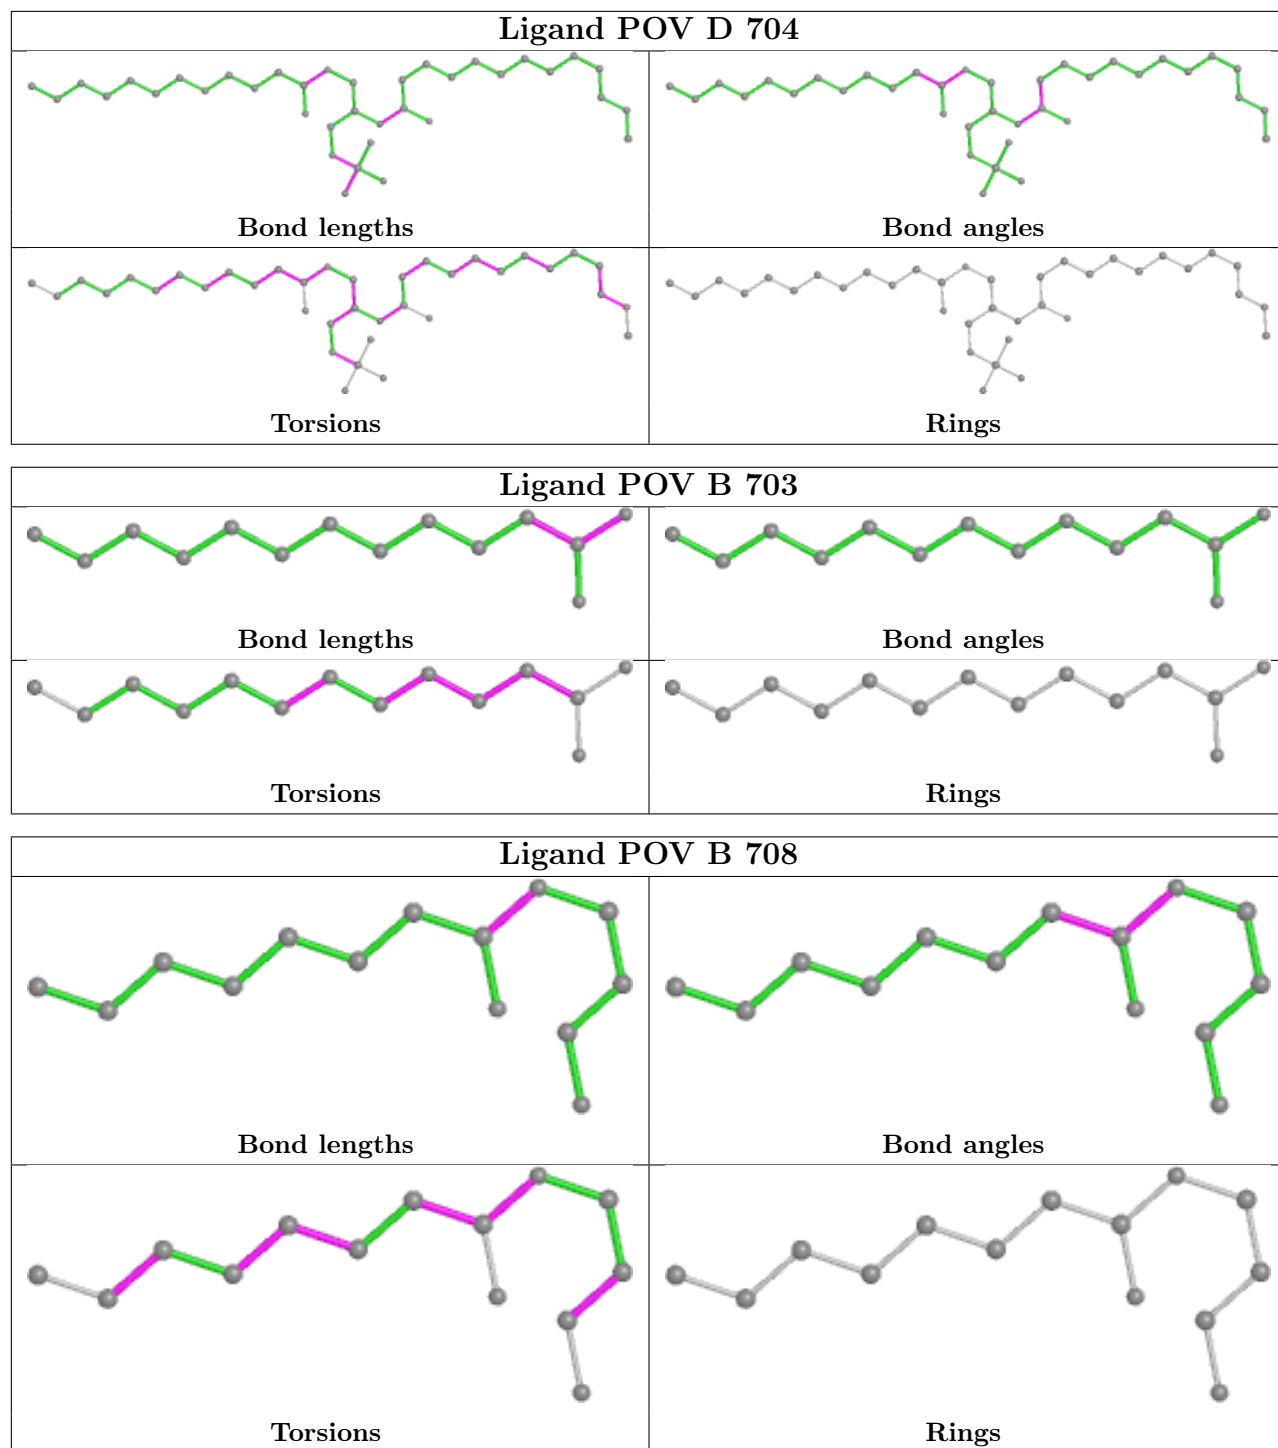 Ligand POV D 704
Bond lengths
Bond angles
Torsions
Rings
Ligand POV B 703
Bond lengths
Bond angles
Torsions
Rings
Ligand POV B 708
Bond lengths
Bond angles
Torsions
Rings